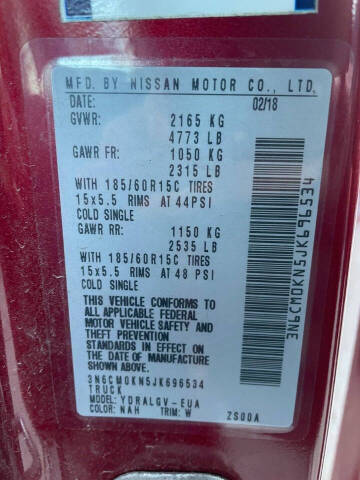 MFD. BY NISSAN MOTOR CO., LTD.
DATE: 02/18
GVWR: 2165 KG
4773 LB
GAWR FR: 1050 KG
2315 LB
WITH 185/60R15C TIRES
15x5.5 RIMS AT 44PSI
COLD SINGLE
GAWR RR: 1150 KG
2535 LB
WITH 185/60R15C TIRES
15x5.5 RIMS AT 48 PSI
COLD SINGLE
THIS VEHICLE CONFORMS TO
ALL APPLICABLE FEDERAL
MOTOR VEHICLE SAFETY AND
THEFT PREVENTION
STANDARDS IN EFFECT ON THE
DATE OF MANUFACTURE
SHOWN ABOVE.
3N6CM0KN5JK696534
TRUCK
MODEL: YDRALGV-EUA
COLOR: NAH TRIM: W ZS00A
3N6CM0KN5JK696534